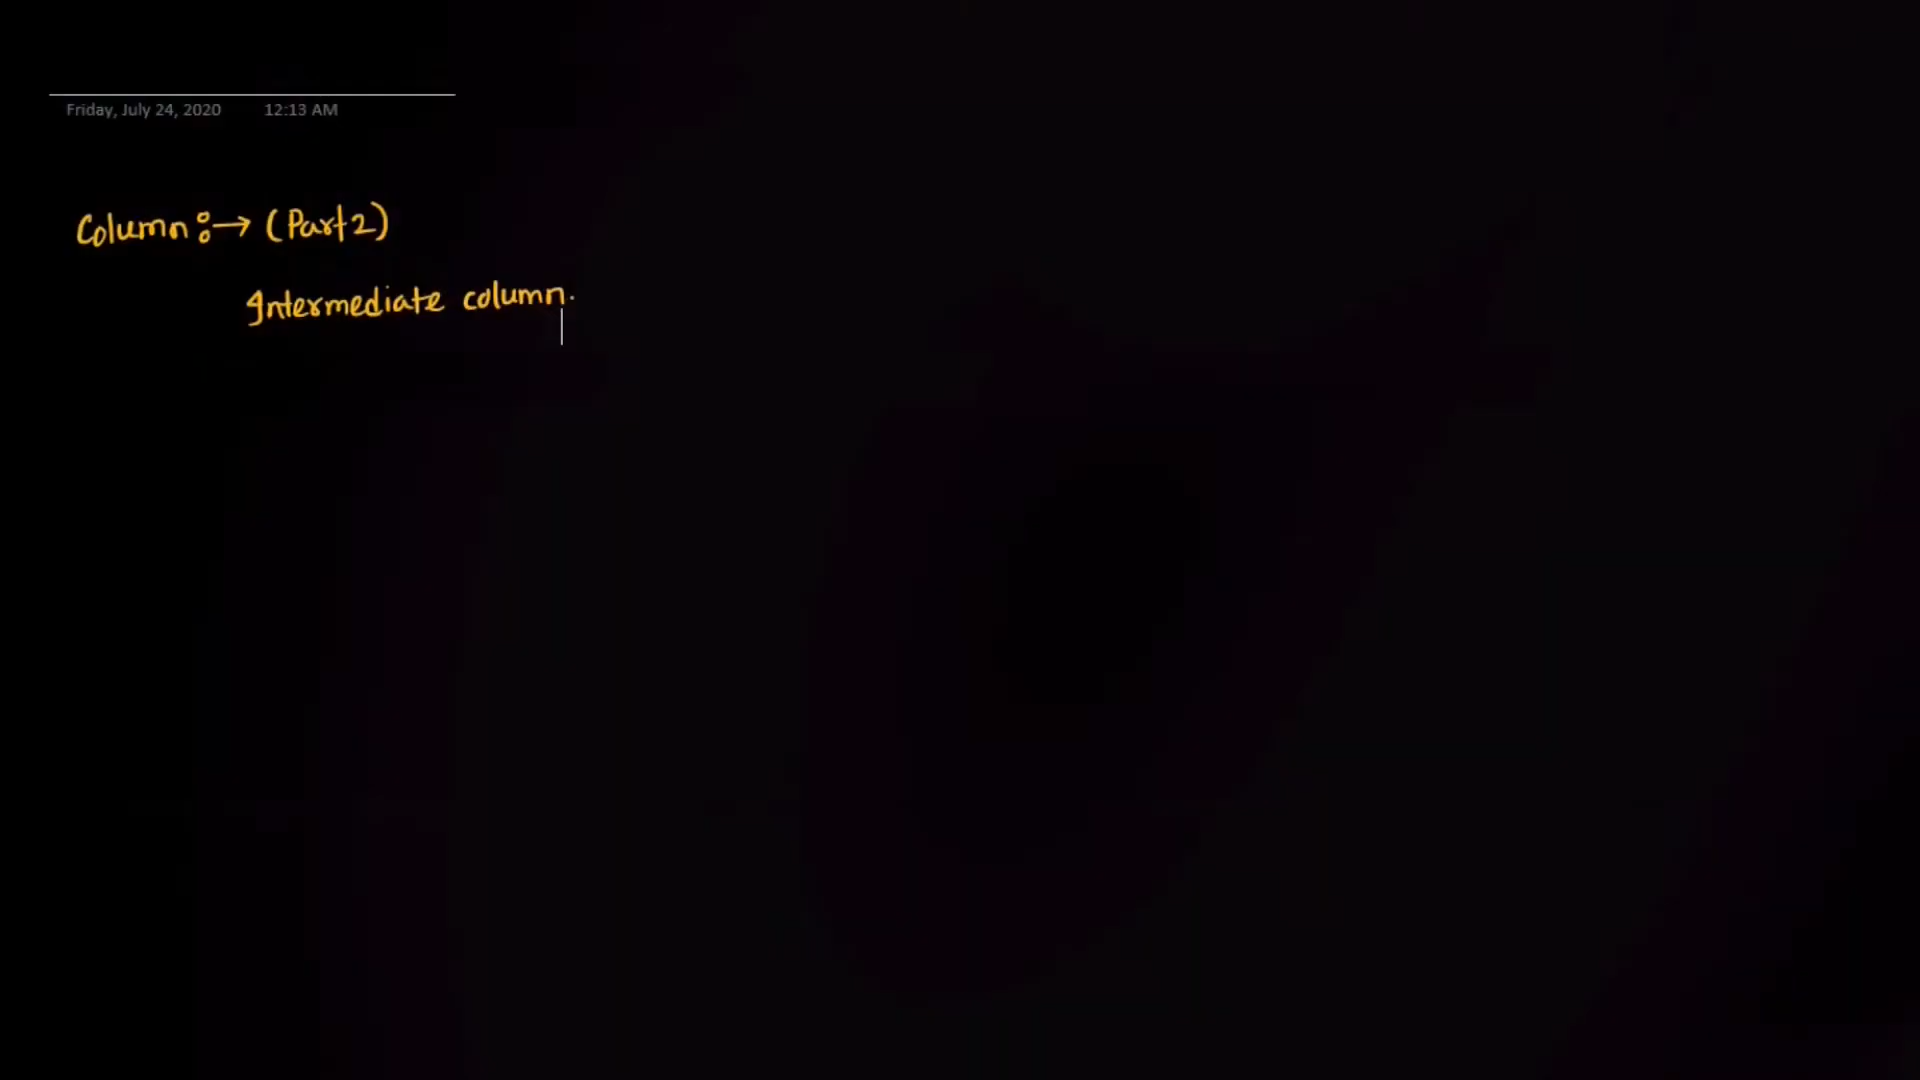 Friday, July 24, 2020 12:13 AM
Column :→ (Part 2)
Intermediate column.